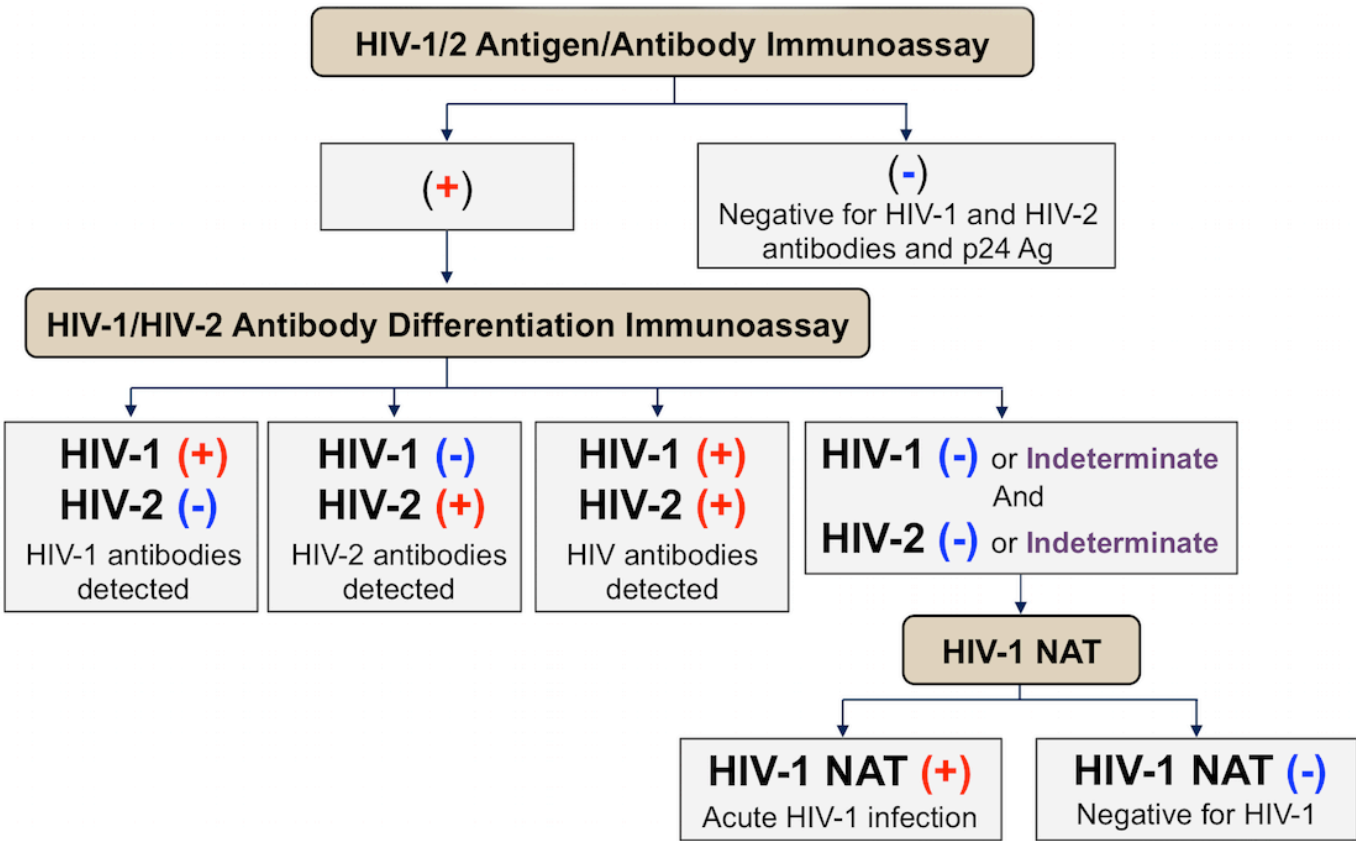 HIV-1/2 Antigen/Antibody Immunoassay
(+)
(-)
Negative for HIV-1 and HIV-2
antibodies and p24 Ag
HIV-1/HIV-2 Antibody Differentiation Immunoassay
HIV-1 (+)
HIV-2 (-)
HIV-1 antibodies
detected
HIV-1 (-)
HIV-2 (+)
HIV-2 antibodies
detected
HIV-1 (+)
HIV-2 (+)
HIV antibodies
detected
HIV-1 (-) or Indeterminate
And
HIV-2 (-) or Indeterminate
HIV-1 NAT
HIV-1 NAT (+)
Acute HIV-1 infection
HIV-1 NAT (-)
Negative for HIV-1